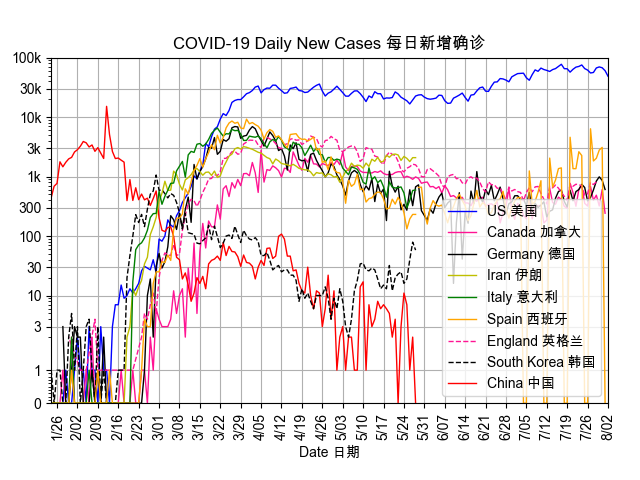 COVID-19 Daily New Cases 每日新增确诊
100k
30k
10k
3k
1k
300
100
30
10
3
1
0
US 美国
Canada 加拿大
Germany 德国
Iran 伊朗
Italy 意大利
Spain 西班牙
England 英格兰
South Korea 韩国
China 中国
1/26 2/02 2/09 2/16 2/23 3/01 3/08 3/15 3/22 3/29 4/05 4/12 4/19 4/26 5/03 5/10 5/17 5/24 5/31 6/07 6/14 6/21 6/28 7/05 7/12 7/19 7/26 8/02
Date 日期